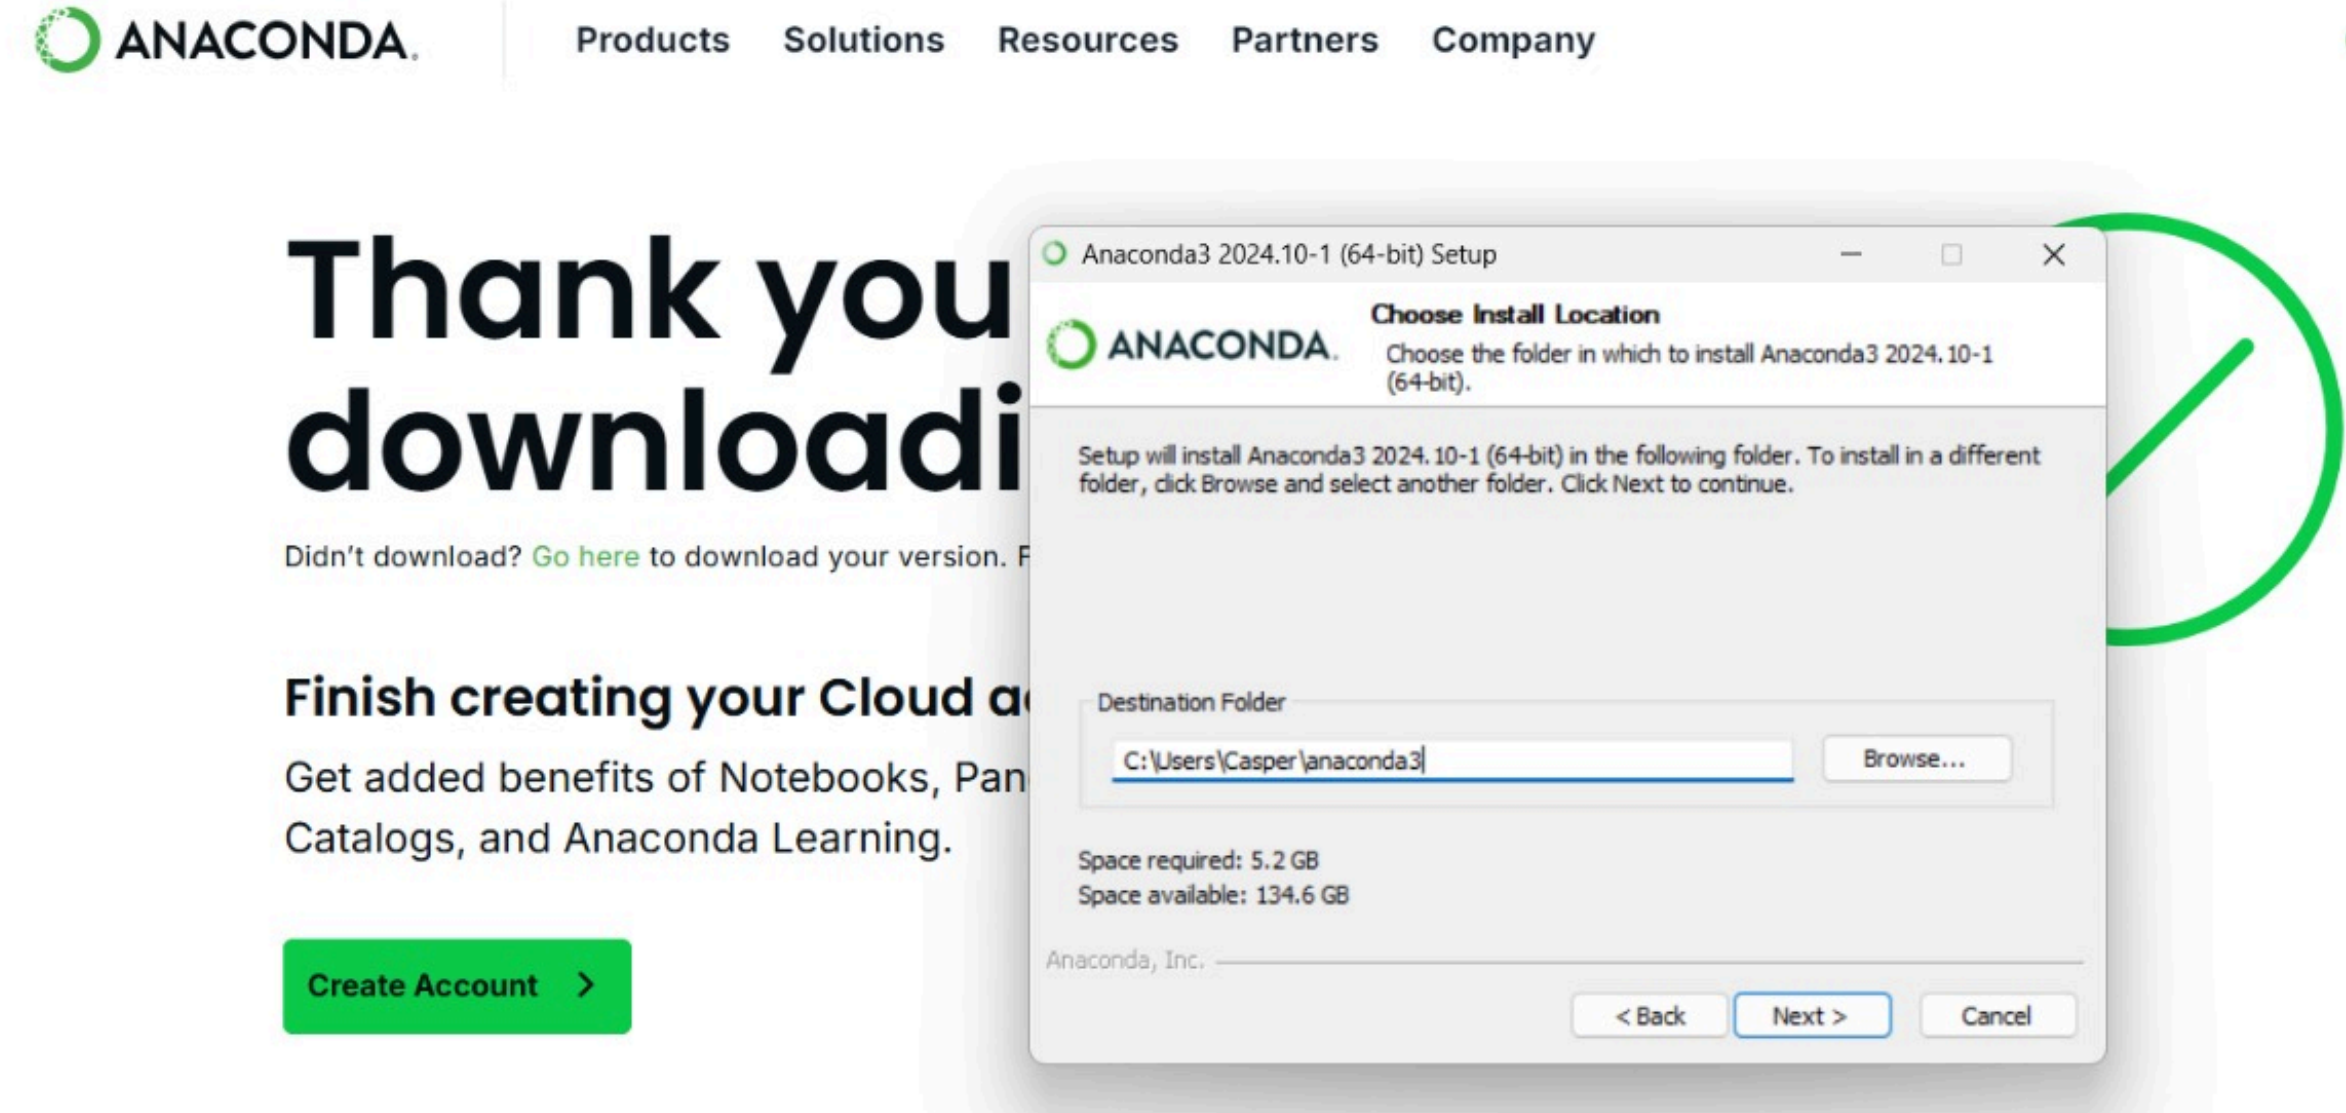 ANACONDA.
Products Solutions Resources Partners Company
Thank you
downloadi
Didn't download? Go here to download your version. F
Finish creating your Cloud a
Get added benefits of Notebooks, Pan
Catalogs, and Anaconda Learning.
Create Account
Anaconda3 2024.10-1 (64-bit) Setup
ANACONDA.
Choose Install Location
Choose the folder in which to install Anaconda3 2024.10-1
(64-bit).
Setup will install Anaconda3 2024.10-1 (64-bit) in the following folder. To install in a different
folder, click Browse and select another folder. Click Next to continue.
Destination Folder
C:\Users\Casper\anaconda3
Browse...
Space required: 5.2 GB
Space available: 134.6 GB
Anaconda, Inc.
< Back Next > Cancel